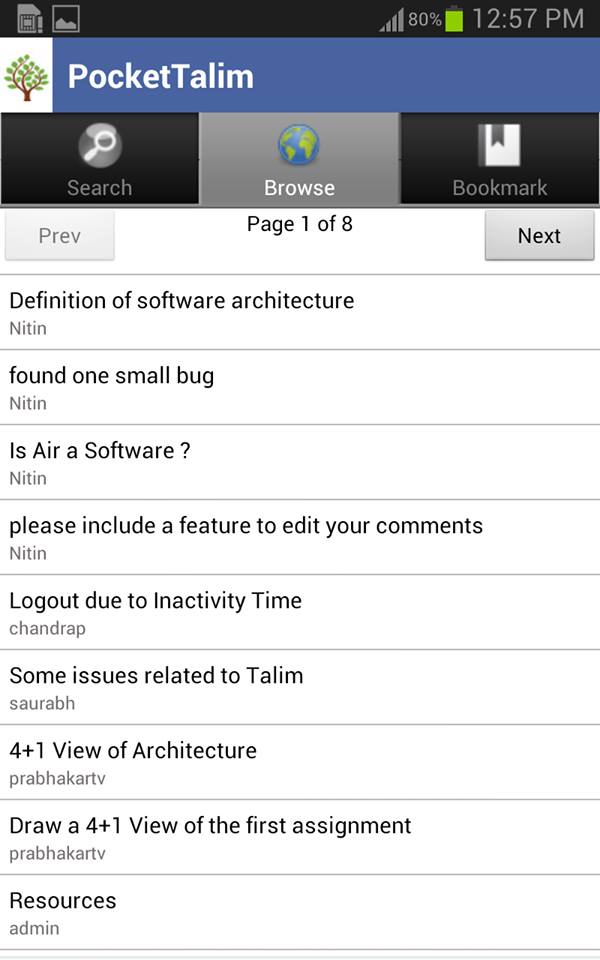 80% 12:57 PM
PocketTalim
Search Browse Bookmark
Prev Page 1 of 8 Next
Definition of software architecture
Nitin
found one small bug
Nitin
Is Air a Software ?
Nitin
please include a feature to edit your comments
Nitin
Logout due to Inactivity Time
chandrap
Some issues related to Talim
saurabh
4+1 View of Architecture
prabhakartv
Draw a 4+1 View of the first assignment
prabhakartv
Resources
admin